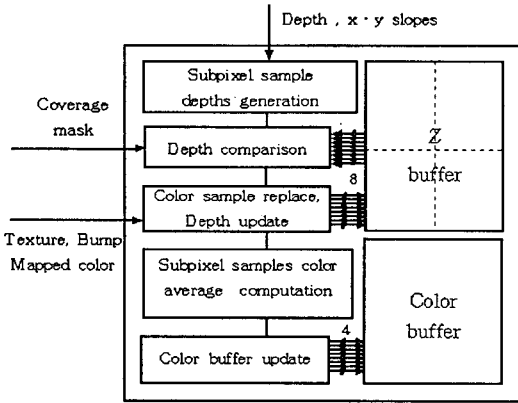 Depth , x · y slopes
Subpixel sample
depths generation
Coverage
mask
Depth comparison
Z
buffer
8
Color sample replace,
Depth update
Texture, Bump
Mapped color
Subpixel samples color
average computation
Color
buffer
4
Color buffer update